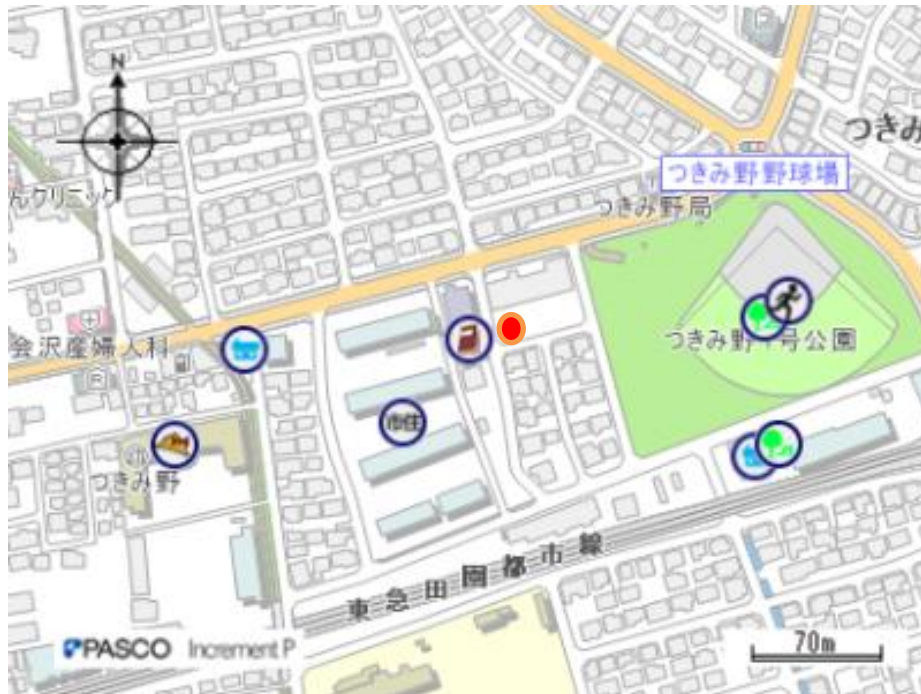 N
つきみ
つきみ野野球場
んクリニック
つきみ野局
会沢産婦人科
つきみ野1号公園
市住
つきみ野
東急田園都市線
PASCO Increment P
70m